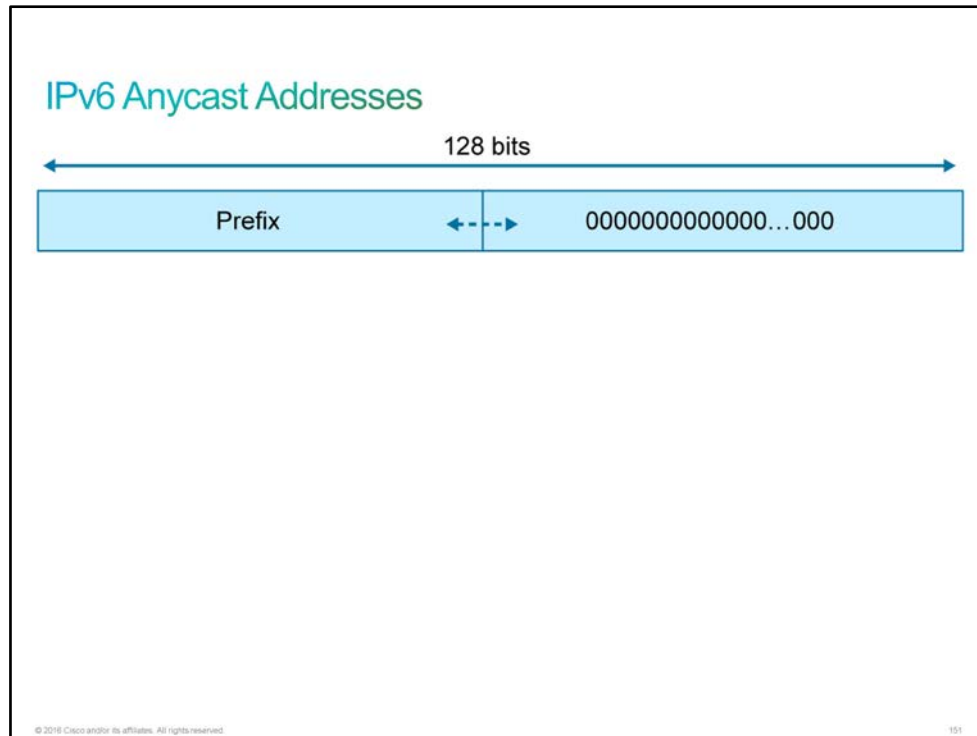 IPv6 Anycast Addresses
128 bits
Prefix 0000000000000...000
© 2016 Cisco and/or its affiliates. All rights reserved. 151